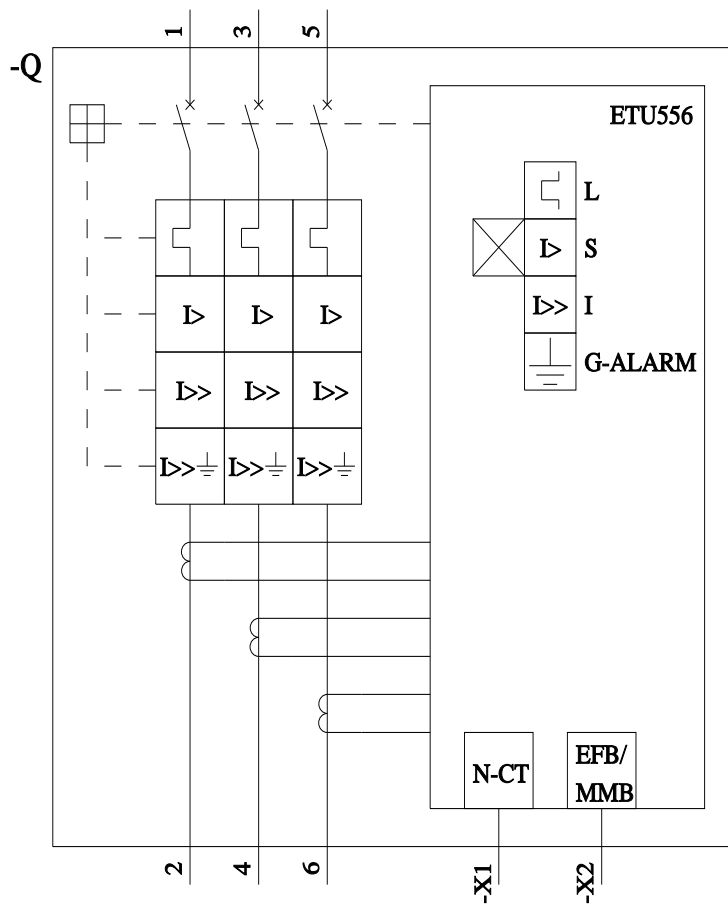 1 3 5
-Q
ETU556
L
I> S
I>> I
G-ALARM
I> I> I>
I>> I>> I>>
I>> I>> I>>
N-CT
EFB/
MMB
2 4 6 -X1 -X2